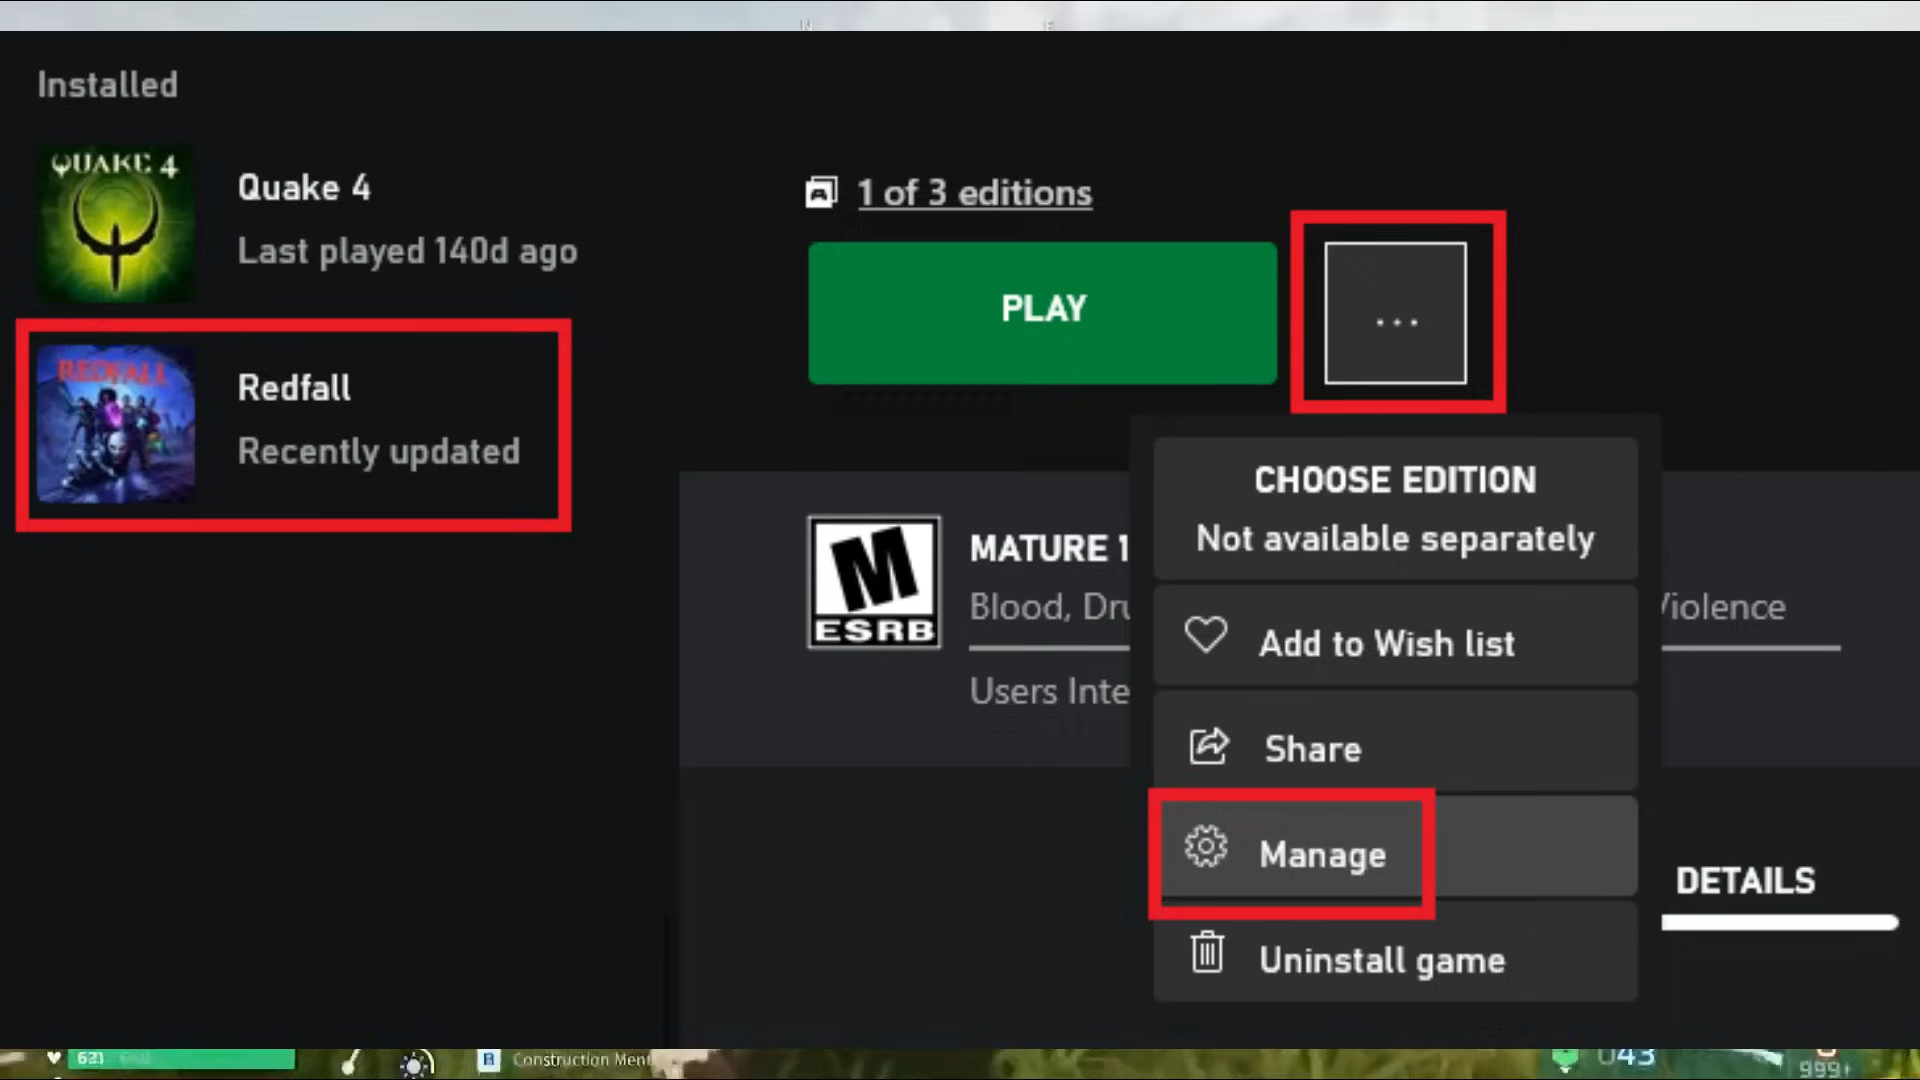 Installed
QUAKE 4
Quake 4
Last played 140d ago
REDFALL
Redfall
Recently updated
1 of 3 editions
PLAY
...
CHOOSE EDITION
Not available separately
M
ESRB
MATURE 1
Blood, Dru
Violence
Users Inte
Add to Wish list
Share
Manage
Uninstall game
DETAILS
B
Construction Men
999+